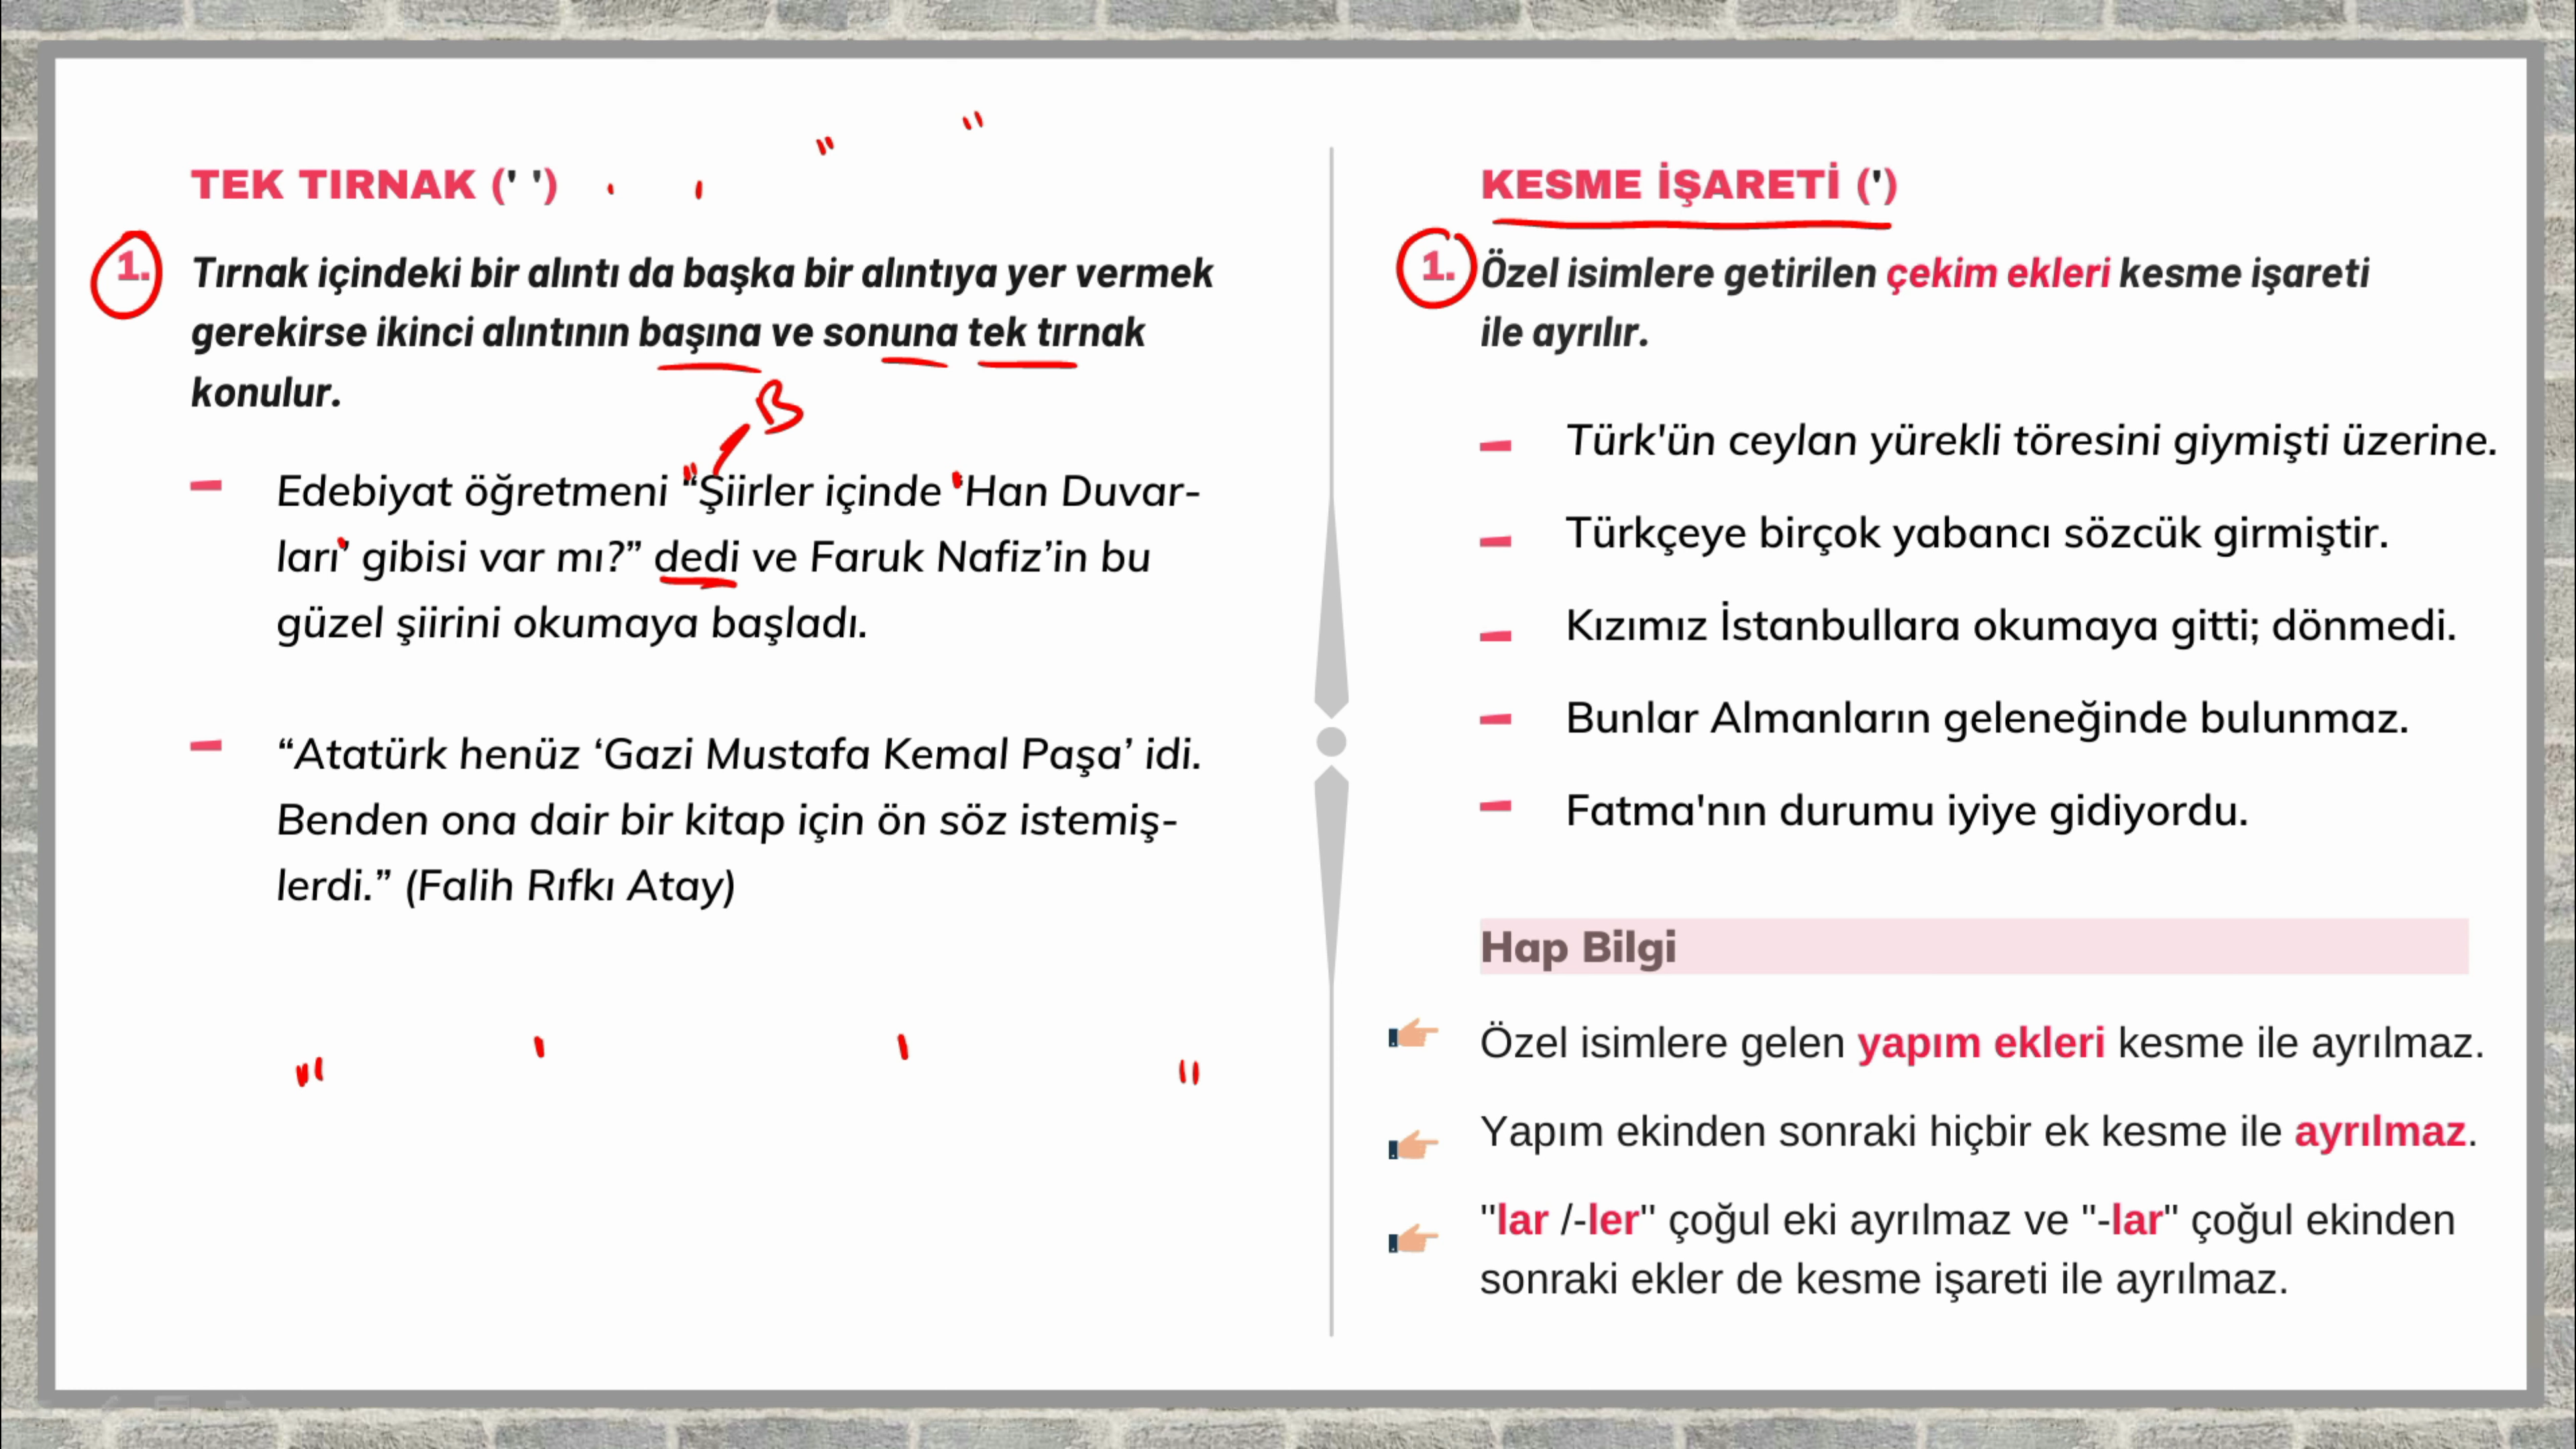 TEK TIRNAK (' ')
1. Tırnak içindeki bir alıntı da başka bir alıntıya yer vermek
gerekirse ikinci alıntının başına ve sonuna tek tırnak
konulur.
B
- Edebiyat öğretmeni “Şiirler içinde ‘Han Duvar-
ları’ gibisi var mı?” dedi ve Faruk Nafiz’in bu
güzel şiirini okumaya başladı.
- “Atatürk henüz ‘Gazi Mustafa Kemal Paşa’ idi.
Benden ona dair bir kitap için ön söz istemiş-
lerdi.” (Falih Rıfkı Atay)
KESME İŞARETİ (')
1. Özel isimlere getirilen çekim ekleri kesme işareti
ile ayrılır.
- Türk'ün ceylan yürekli töresini giymişti üzerine.
- Türkçeye birçok yabancı sözcük girmiştir.
- Kızımız İstanbullara okumaya gitti; dönmedi.
- Bunlar Almanların geleneğinde bulunmaz.
- Fatma'nın durumu iyiye gidiyordu.
Hap Bilgi
Özel isimlere gelen yapım ekleri kesme ile ayrılmaz.
Yapım ekinden sonraki hiçbir ek kesme ile ayrılmaz.
"lar /-ler" çoğul eki ayrılmaz ve "-lar" çoğul ekinden
sonraki ekler de kesme işareti ile ayrılmaz.